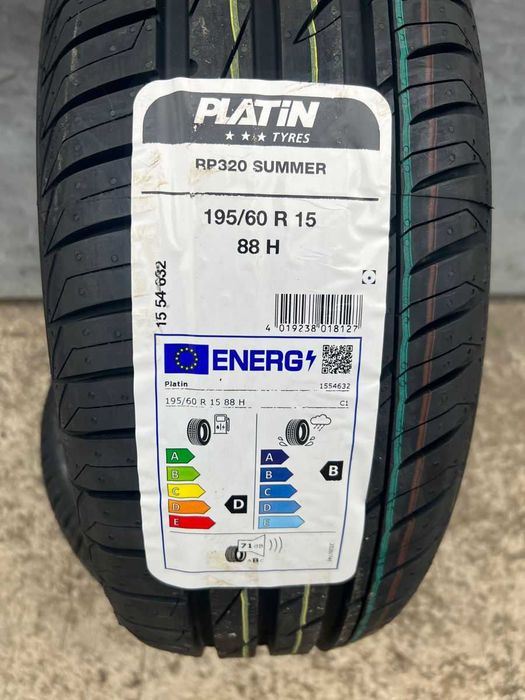 PLATIN
★★★ TYRES
RP320 SUMMER
195/60 R 15
88 H
15 54 632
4 019238 018127
ENERG
Platin 1554632
195/60 R 15 88 H C1
A A
B B B
C C
D D D
E E
71 dB